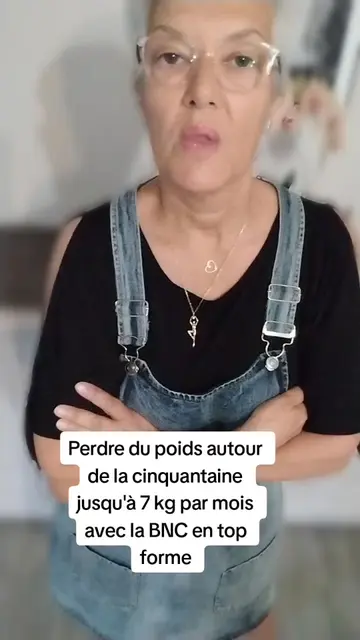 Perdre du poids autour
de la cinquantaine
jusqu'à 7 kg par mois
avec la BNC en top
forme